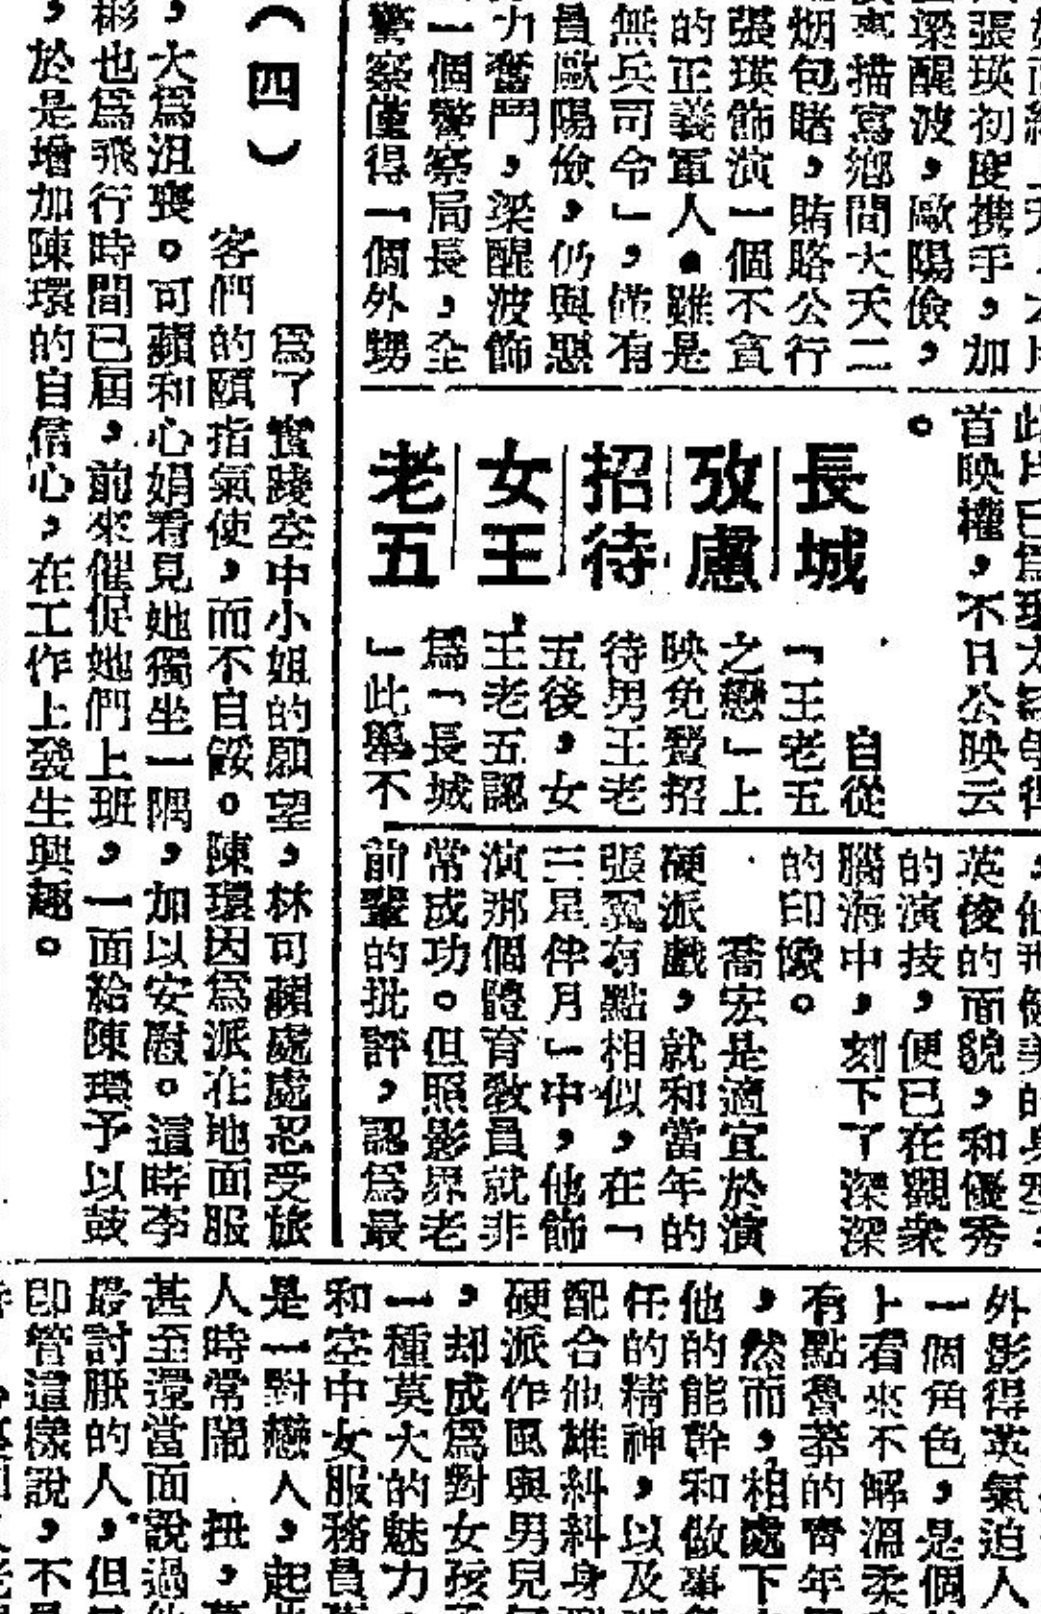 張瑛初度携手，加
梁醒波，歐陽儉，
描寫鄉間大天二
烟包賭，賄賂公行
張瑛飾演一個不貪
的正義軍人。雖是
無兵司令」，僅有
員歐陽儉，仍與惡
力奮鬥，梁醒波飾
一個警察局長，全
警察僅得一個外甥
首映權，不日公映云
。
長城
攷慮
招待
女王
老五
自從
「王老五
之戀」上
映免費招
待男王老
五後，女
王老五認
爲「長城
」此舉不
英俊的面貌，和優秀
的演技，便已在觀衆
腦海中，刻下了深深
的印像。
喬宏是適宜於演
硬派戲，就和當年的
張翼有點相似，在「
三星伴月」中，他飾
演那個體育教員就非
常成功。但照影界老
前輩的批評，認爲最
（四）
爲了實踐空中小姐的願望，林可蘋處處忍受旅
客們的頤指氣使，而不自餒。陳環因爲派在地面服
，大爲沮喪。可蘋和心娟看見她獨坐一隅，加以安慰。這時李
彬也爲飛行時間已屆，前來催促她們上班，一面給陳環予以鼓
，於是增加陳環的自信心，在工作上發生興趣。
外影得英氣迫人
一個角色，是個
上看來不解溫柔
有點魯莽的青年
，然而，相處下
他的能幹和做事
任的精神，以及
配合他雄糾糾身
硬派作風與男兒
，却成爲對女孩
一種莫大的魅力
和空中女服務員
是一對戀人，起
人時常鬧扭，
甚至還當面說過
最討厭的人，但
即管這樣說，不